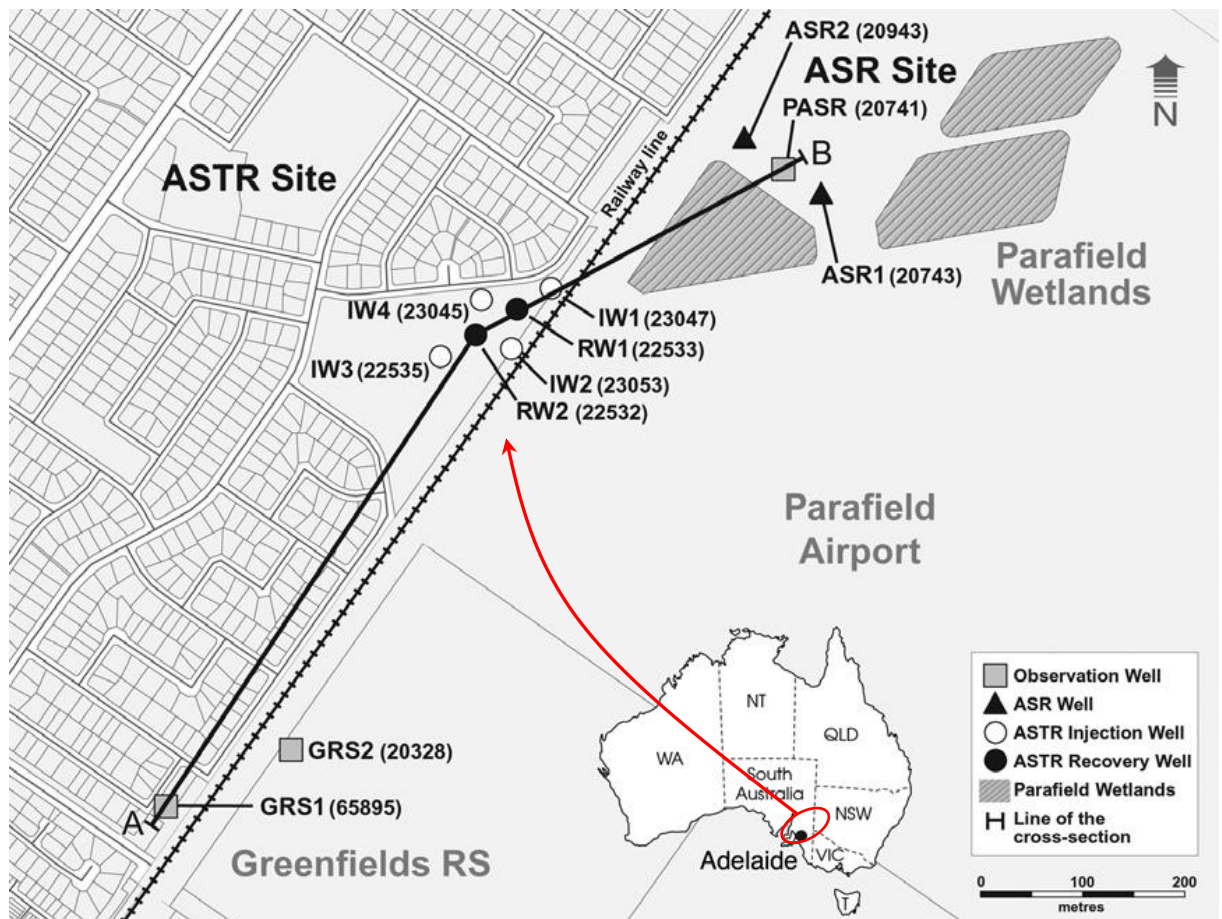 ASR2 (20943)
ASR Site
PASR (20741)
N
B
ASTR Site
Railway line
ASR1 (20743)
Parafield
Wetlands
IW4 (23045)
IW1 (23047)
RW1 (22533)
IW3 (22535)
IW2 (23053)
RW2 (22532)
Parafield
Airport
GRS2 (20328)
GRS1 (65895)
A
Greenfields RS
NT
QLD
WA
South
Australia
NSW
Adelaide
VIC
T
Observation Well
ASR Well
ASTR Injection Well
ASTR Recovery Well
Parafield Wetlands
Line of the
cross-section
0 100 200
metres